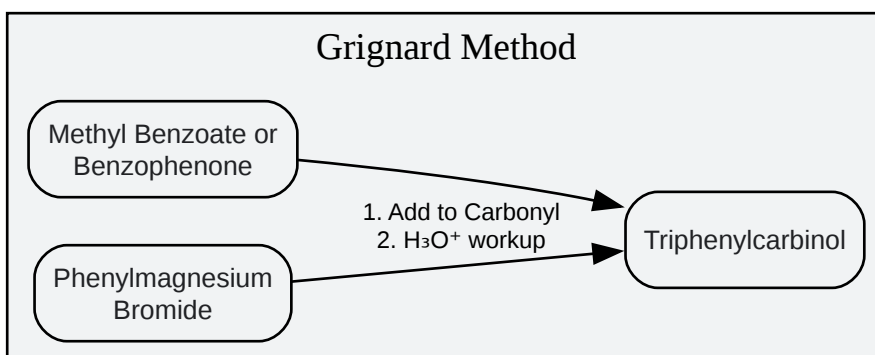 Grignard Method
Methyl Benzoate or
Benzophenone
1. Add to Carbonyl
2. H₃O⁺ workup
Triphenylcarbinol
Phenylmagnesium
Bromide